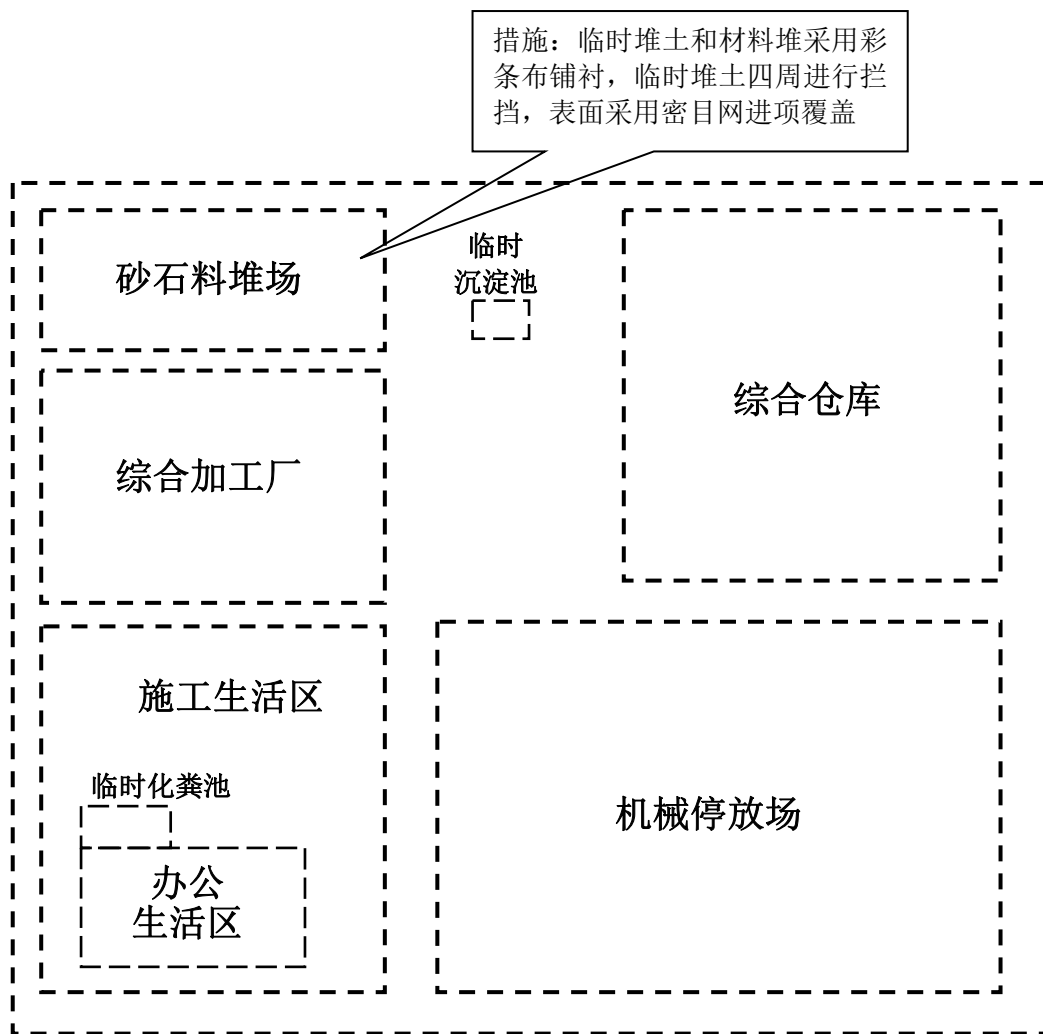 措施：临时堆土和材料堆采用彩
条布铺衬，临时堆土四周进行拦
挡，表面采用密目网进项覆盖
砂石料堆场
临时
沉淀池
综合仓库
综合加工厂
施工生活区
临时化粪池
办公
生活区
机械停放场